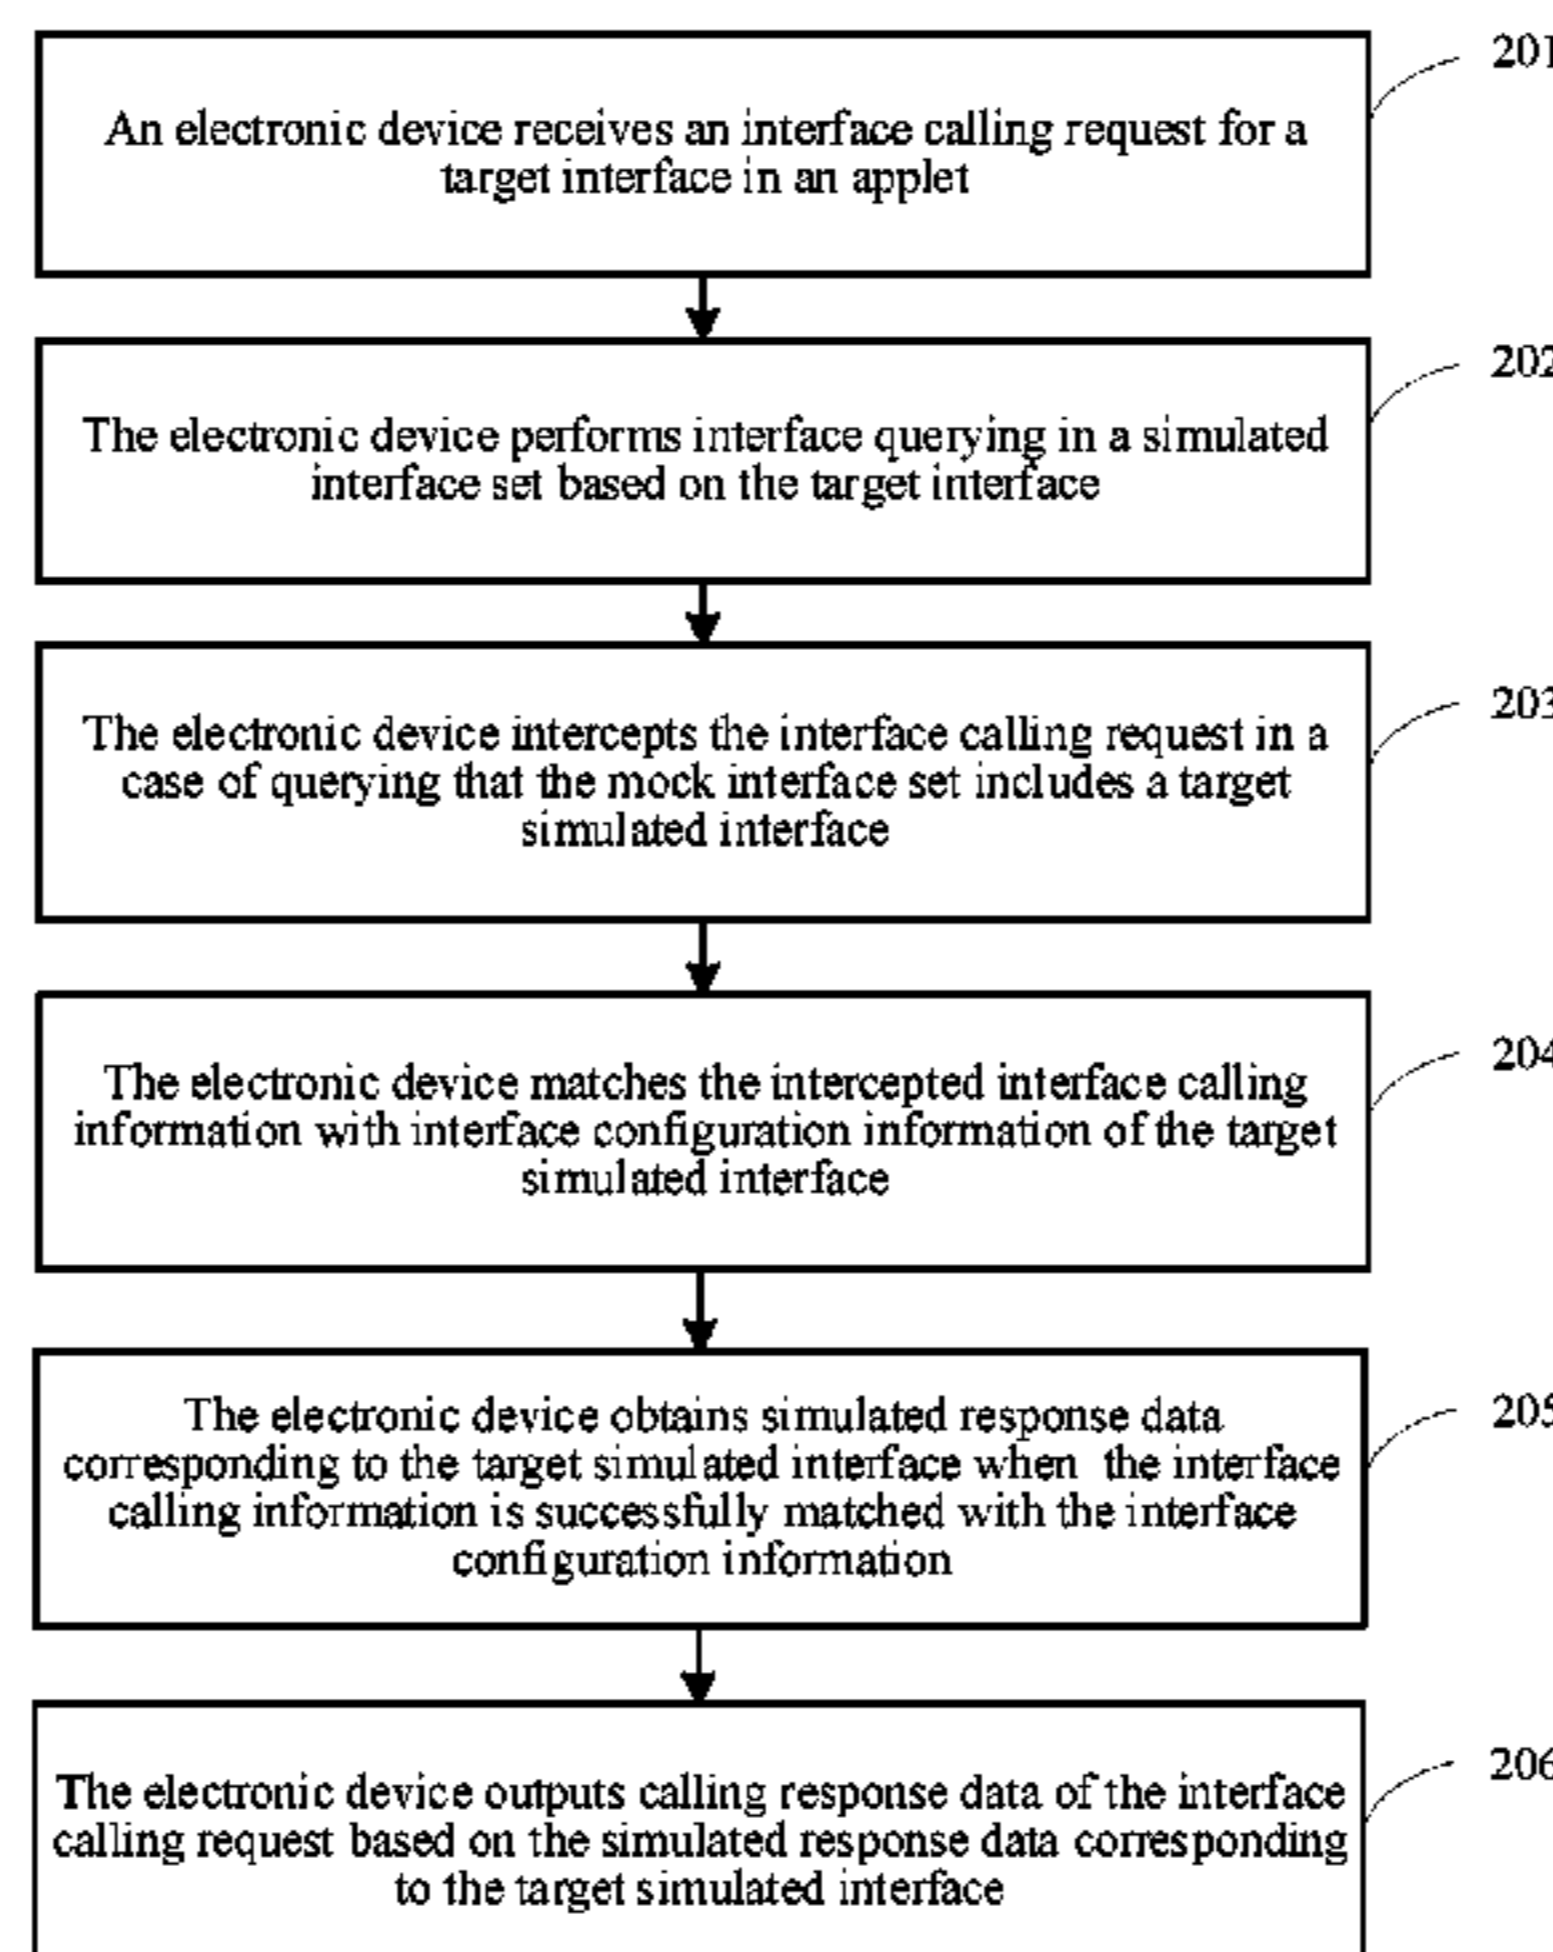 201
An electronic device receives an interface calling request for a
target interface in an applet
202
The electronic device performs interface querying in a simulated
interface set based on the target interface
203
The electronic device intercepts the interface calling request in a
case of querying that the mock interface set includes a target
simulated interface
204
The electronic device matches the intercepted interface calling
information with interface configuration information of the target
simulated interface
205
The electronic device obtains simulated response data
corresponding to the target simulated interface when the interface
calling information is successfully matched with the interface
configuration information
206
The electronic device outputs calling response data of the interface
calling request based on the simulated response data corresponding
to the target simulated interface